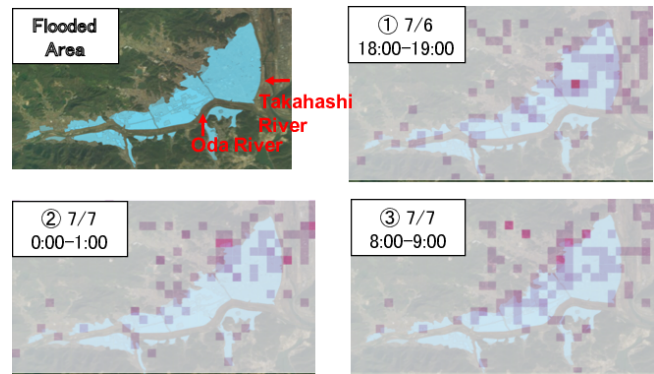 Flooded
Area
Takahashi
River
Oda River
① 7/6
18:00-19:00
② 7/7
0:00-1:00
③ 7/7
8:00-9:00